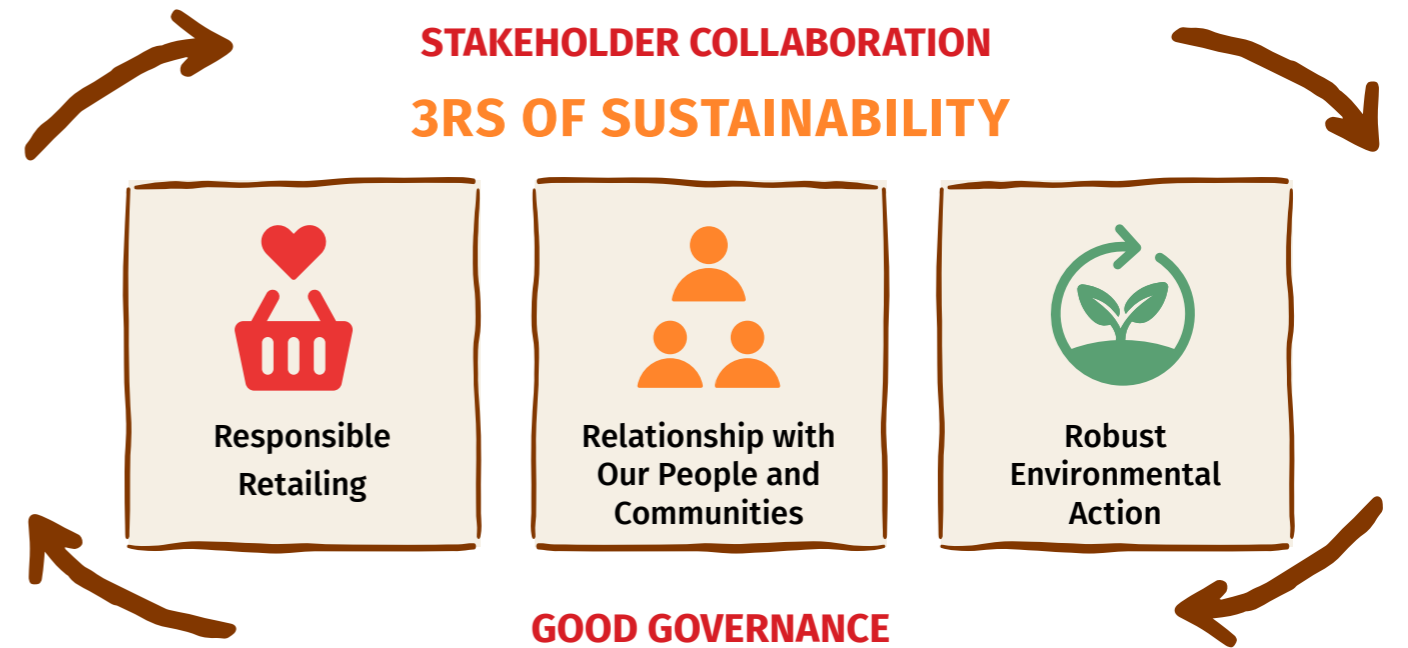 STAKEHOLDER COLLABORATION
3RS OF SUSTAINABILITY
Responsible
Retailing
Relationship with
Our People and
Communities
Robust
Environmental
Action
GOOD GOVERNANCE